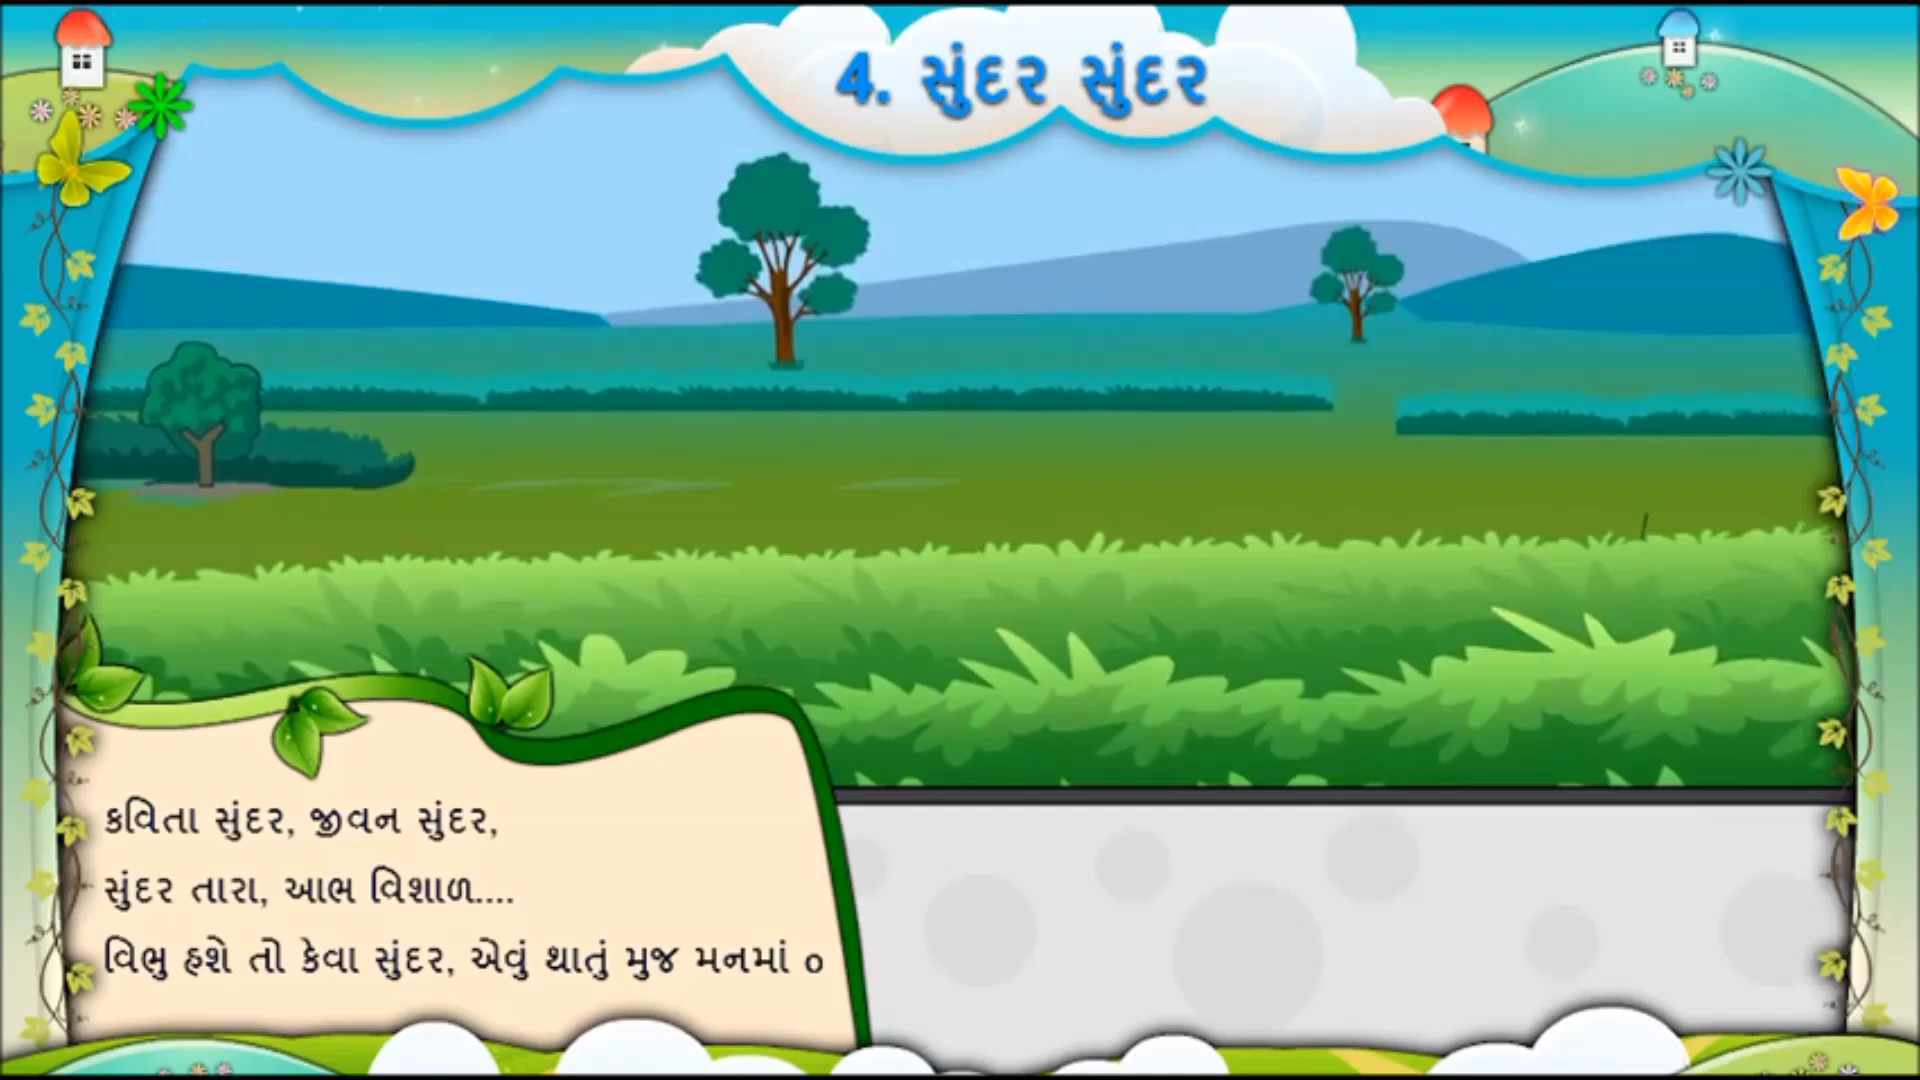 4. સુંદર સુંદર
કવિતા સુંદર, જીવન સુંદર,
સુંદર તારા, આભ વિશાળ....
વિભુ હશે તો કેવા સુંદર, એવું થાતું મુજ મનમાં ૦